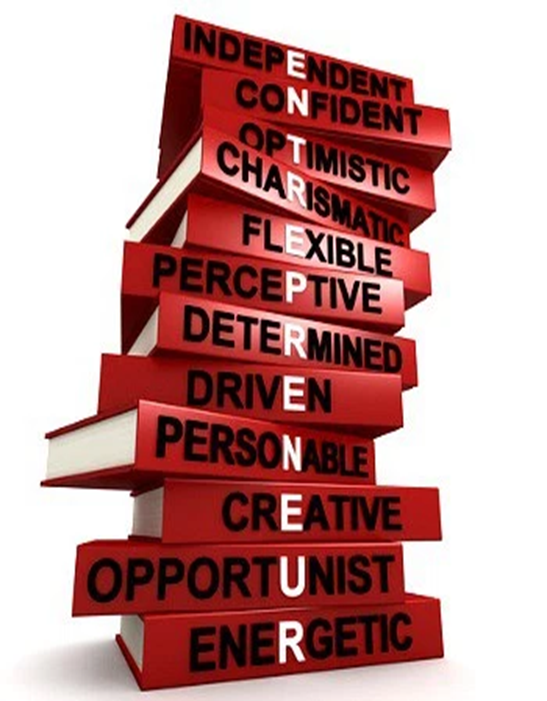 INDEPENDENT
CONFIDENT
OPTIMISTIC
CHARISMATIC
FLEXIBLE
PERCEPTIVE
DETERMINED
DRIVEN
PERSONABLE
CREATIVE
OPPORTUNIST
ENERGETIC